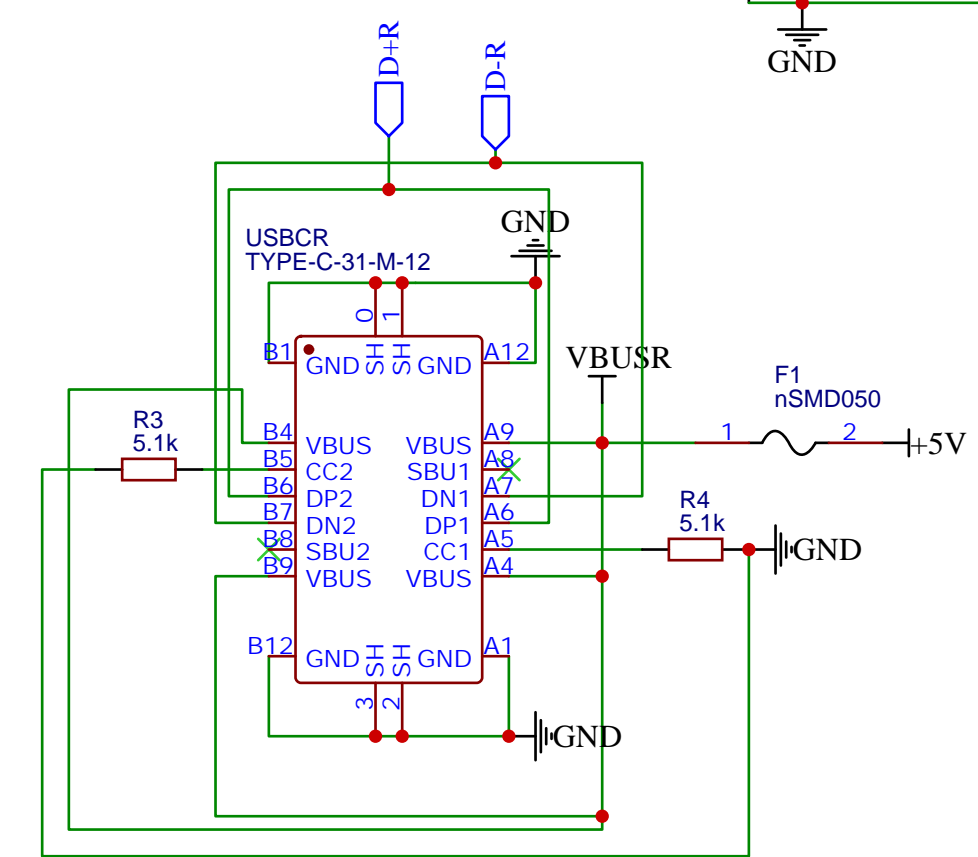 GND
D+R
D-R
GND
USBCR
TYPE-C-31-M-12
0
1
B1
GND
SH
SH
GND
A12
VBUSR
F1
nSMD050
R3
5.1k
B4
VBUS
VBUS
A9
1
2
+5V
B5
CC2
SBU1
A8
B6
DP2
DN1
A7
R4
5.1k
B7
DN2
DP1
A6
B8
SBU2
CC1
A5
GND
B9
VBUS
VBUS
A4
B12
GND
SH
SH
GND
A1
3
2
GND